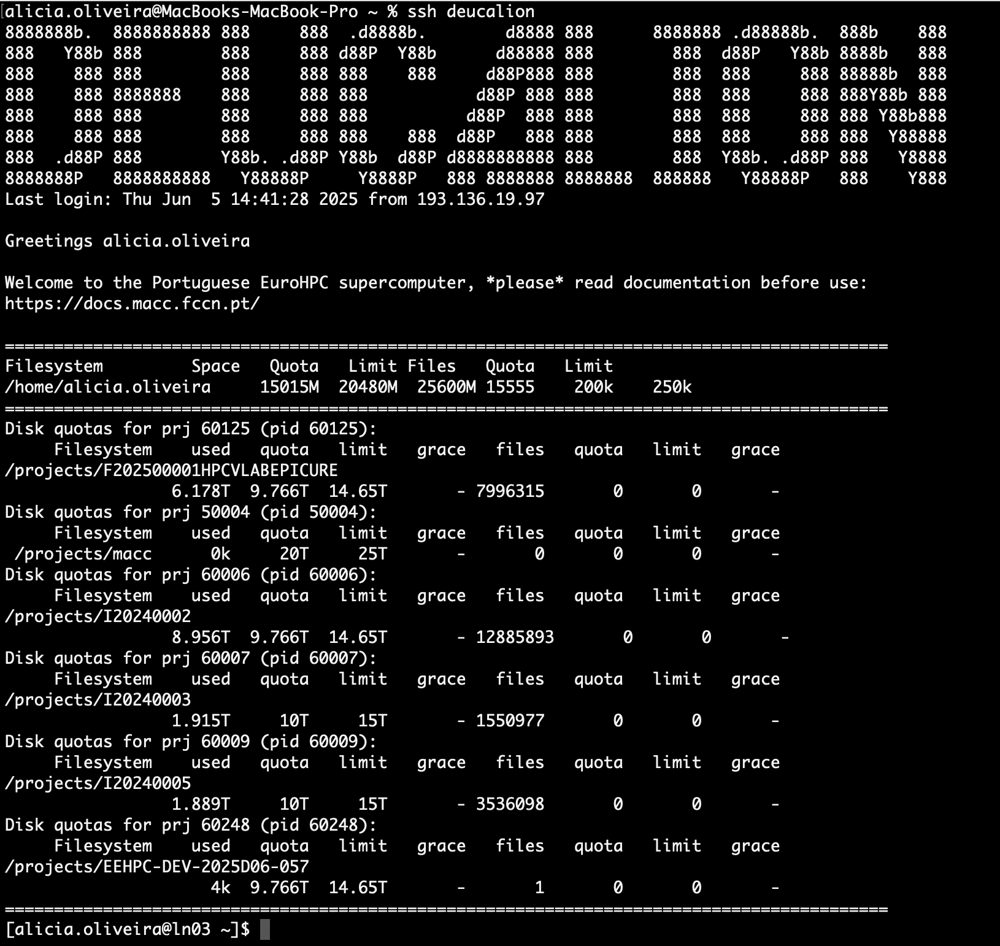 alicia.oliveira@MacBooks-MacBook-Pro ~ % ssh deucalion
8888888b.  8888888888 888     888  .d8888b.        d8888 888      8888888 .d88888b.  888b    888
888   Y88b 888        888     888 d88P  Y88b      d88888 888        888  d88P   Y88b 8888b   888
888    888 888        888     888 888    888     d88P888 888        888  888     888 88888b  888
888    888 8888888    888     888 888           d88P 888 888        888  888     888 888Y88b 888
888    888 888        888     888 888          d88P  888 888        888  888     888 888 Y88b888
888    888 888        888     888 888    888  d88P   888 888        888  888     888 888  Y88888
888  .d88P 888        Y88b. .d88P Y88b  d88P d8888888888 888        888  Y88b. .d88P 888   Y8888
8888888P   8888888888   Y88888P     Y8888P   888 8888888 8888888  888888   Y88888P   888    Y888
Last login: Thu Jun  5 14:41:28 2025 from 193.136.19.97
Greetings alicia.oliveira
Welcome to the Portuguese EuroHPC supercomputer, *please* read documentation before use:
https://docs.macc.fccn.pt/
==========================================================================================
Filesystem         Space   Quota   Limit Files   Quota   Limit
/home/alicia.oliveira     15015M  20480M  25600M 15555    200k    250k
==========================================================================================
Disk quotas for prj 60125 (pid 60125):
     Filesystem    used   quota   limit   grace   files   quota   limit   grace
/projects/F202500001HPCVLABEPICURE
                 6.178T  9.766T  14.65T       - 7996315       0       0       -
Disk quotas for prj 50004 (pid 50004):
     Filesystem    used   quota   limit   grace   files   quota   limit   grace
 /projects/macc      0k     20T     25T       -       0       0       0       -
Disk quotas for prj 60006 (pid 60006):
     Filesystem    used   quota   limit   grace   files   quota   limit   grace
/projects/I20240002
                 8.956T  9.766T  14.65T       - 12885893       0       0       -
Disk quotas for prj 60007 (pid 60007):
     Filesystem    used   quota   limit   grace   files   quota   limit   grace
/projects/I20240003
                 1.915T     10T     15T       - 1550977       0       0       -
Disk quotas for prj 60009 (pid 60009):
     Filesystem    used   quota   limit   grace   files   quota   limit   grace
/projects/I20240005
                 1.889T     10T     15T       - 3536098       0       0       -
Disk quotas for prj 60248 (pid 60248):
     Filesystem    used   quota   limit   grace   files   quota   limit   grace
/projects/EEHPC-DEV-2025D06-057
                     4k  9.766T  14.65T       -       1       0       0       -
==========================================================================================
[alicia.oliveira@ln03 ~]$